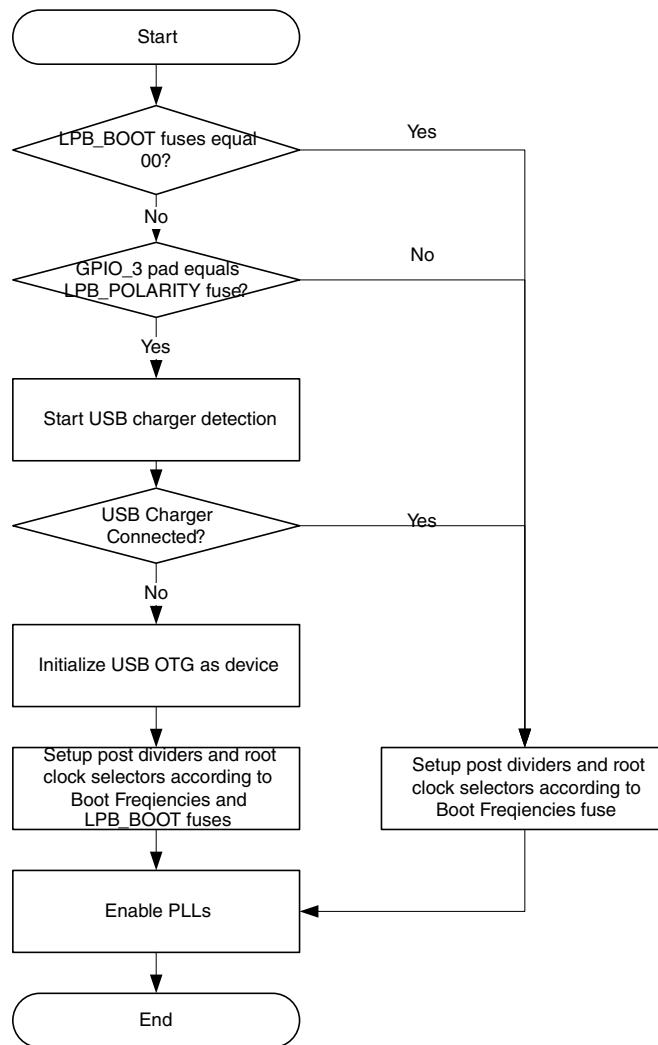 Start
LPB_BOOT fuses equal
00?
Yes
No
GPIO_3 pad equals
LPB_POLARITY fuse?
No
Yes
Start USB charger detection
USB Charger
Connected?
Yes
No
Initialize USB OTG as device
Setup post dividers and root
clock selectors according to
Boot Freqiencies and
LPB_BOOT fuses
Setup post dividers and root
clock selectors according to
Boot Freqiencies fuse
Enable PLLs
End